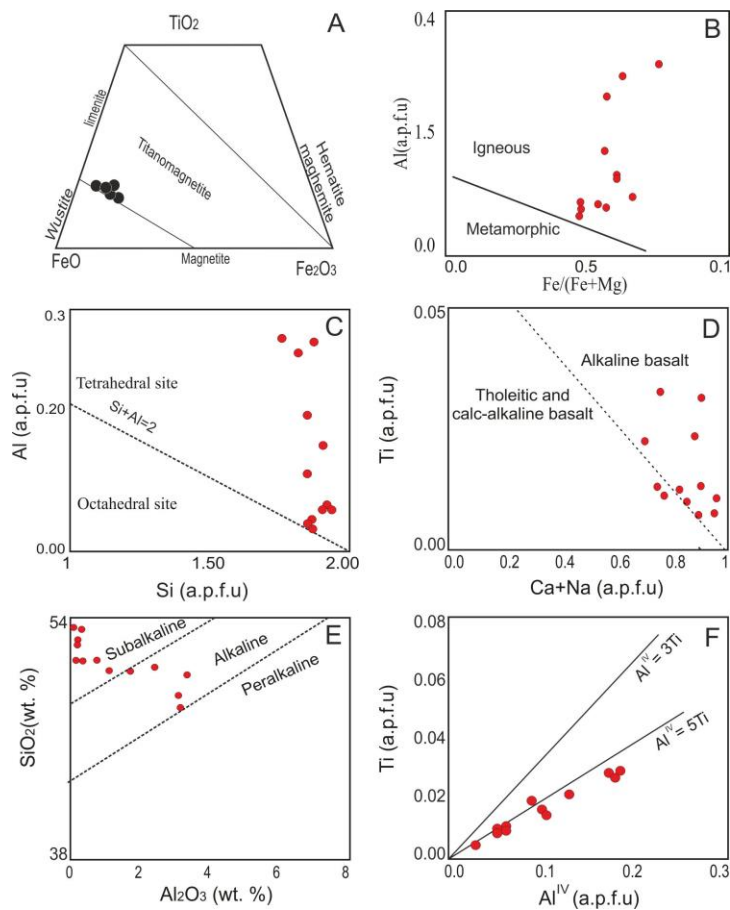 TiO2
A
limenite
Titanomagnetite
Hematite
maghemite
Wustite
FeO
Magnetite
Fe2O3
B
0.4
1.5
0.0
Al(a.p.f.u)
Igneous
Metamorphic
0.0
0.5
0.1
Fe/(Fe+Mg)
C
0.3
0.20
0.00
Al (a.p.f.u)
Tetrahedral site
Si+Al=2
Octahedral site
1
1.50
2.00
Si (a.p.f.u)
D
0.05
0.00
Ti (a.p.f.u)
Alkaline basalt
Tholeitic and
calc-alkaline basalt
0.0
0.2
0.4
0.6
0.8
1
Ca+Na (a.p.f.u)
E
54
38
SiO2(wt. %)
Subalkaline
Alkaline
Peralkaline
0
2
4
6
8
Al2O3 (wt. %)
F
0.08
0.06
0.04
0.02
0.00
Ti (a.p.f.u)
AlIV = 3Ti
AlIV = 5Ti
0.0
0.1
0.2
0.3
AlIV (a.p.f.u)